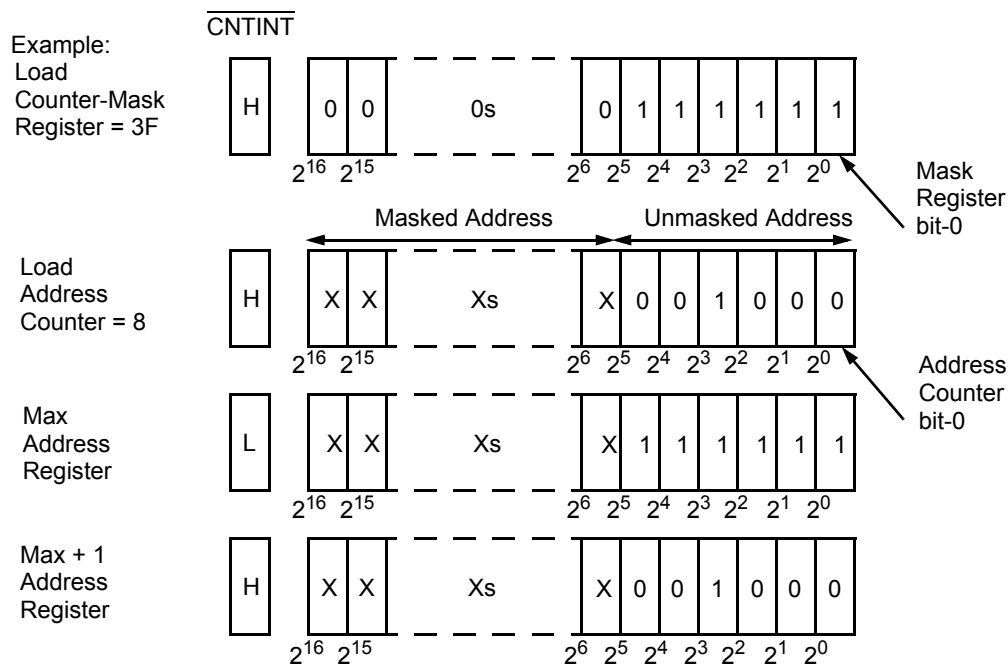 CNTINT
Example:
Load
Counter-Mask
Register = 3F
H 0 0 0s 0 1 1 1 1 1 1
2^16 2^15 2^6 2^5 2^4 2^3 2^2 2^1 2^0
Mask
Register
bit-0
Masked Address Unmasked Address
Load
Address
Counter = 8
H X X Xs X 0 0 1 0 0 0
2^16 2^15 2^6 2^5 2^4 2^3 2^2 2^1 2^0
Address
Counter
bit-0
Max
Address
Register
L X X Xs X 1 1 1 1 1 1
2^16 2^15 2^6 2^5 2^4 2^3 2^2 2^1 2^0
Max + 1
Address
Register
H X X Xs X 0 0 1 0 0 0
2^16 2^15 2^6 2^5 2^4 2^3 2^2 2^1 2^0